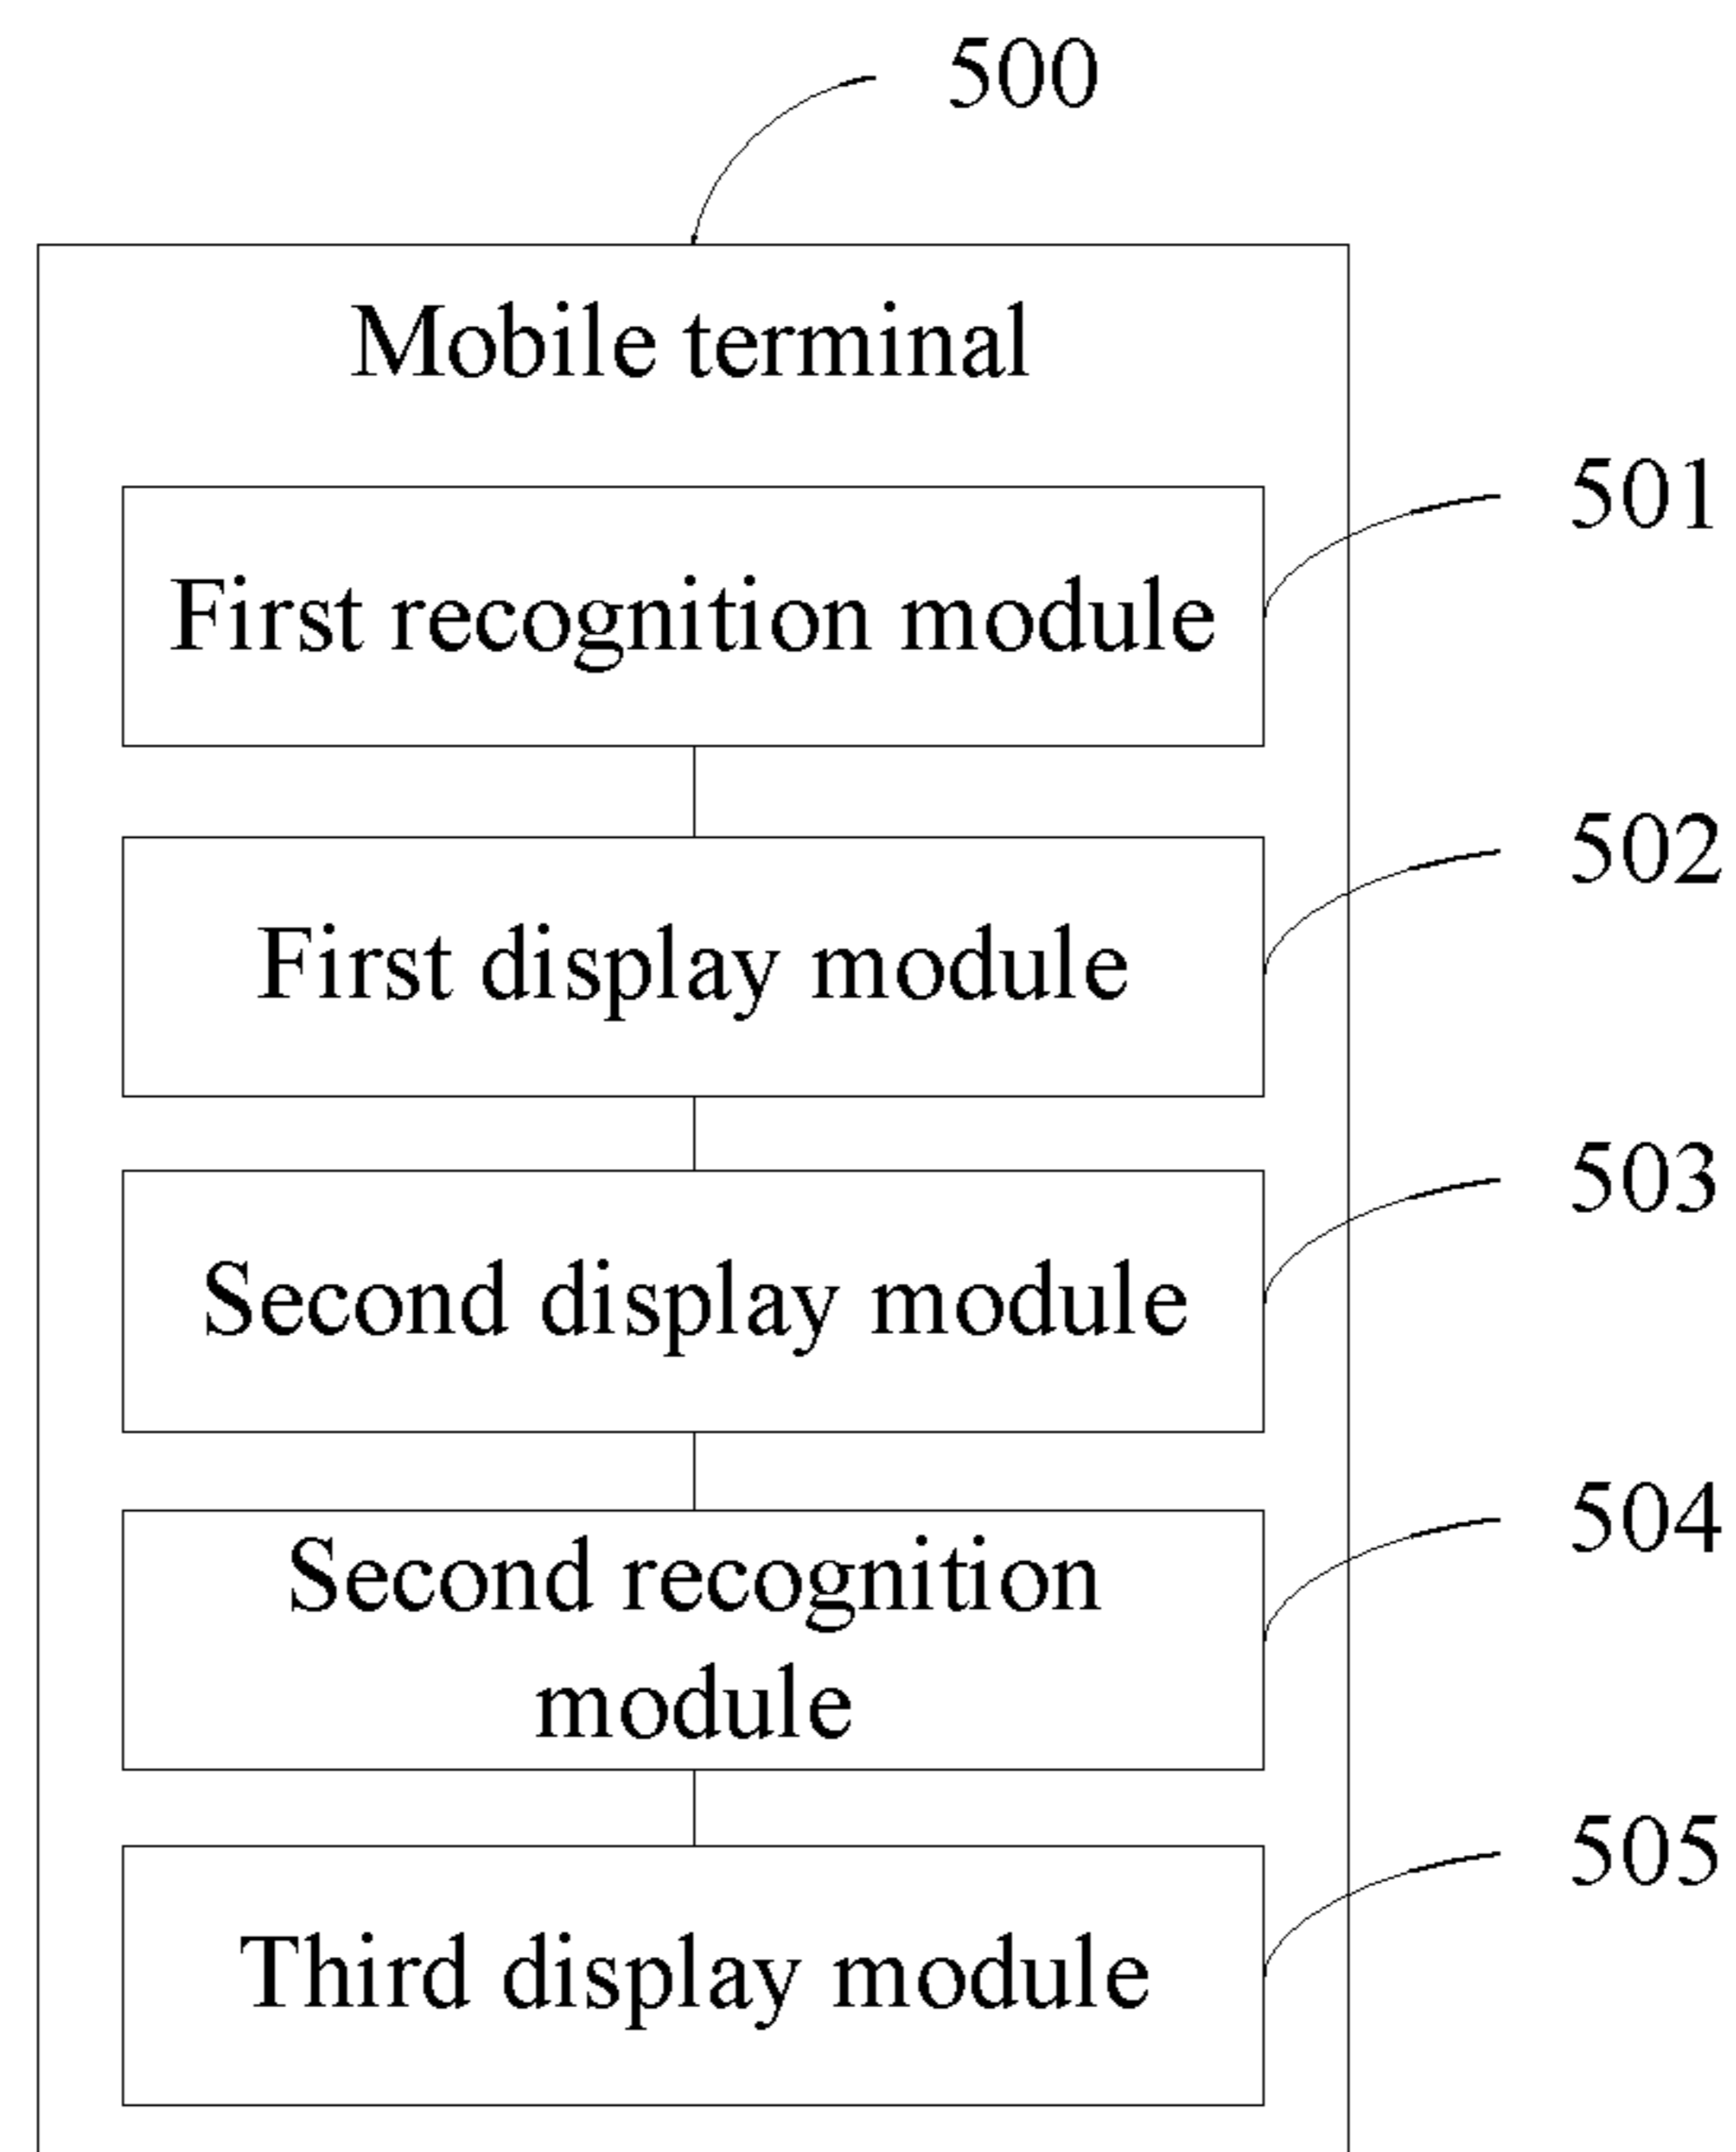 500
Mobile terminal
501
First recognition module
502
First display module
503
Second display module
504
Second recognition
module
505
Third display module